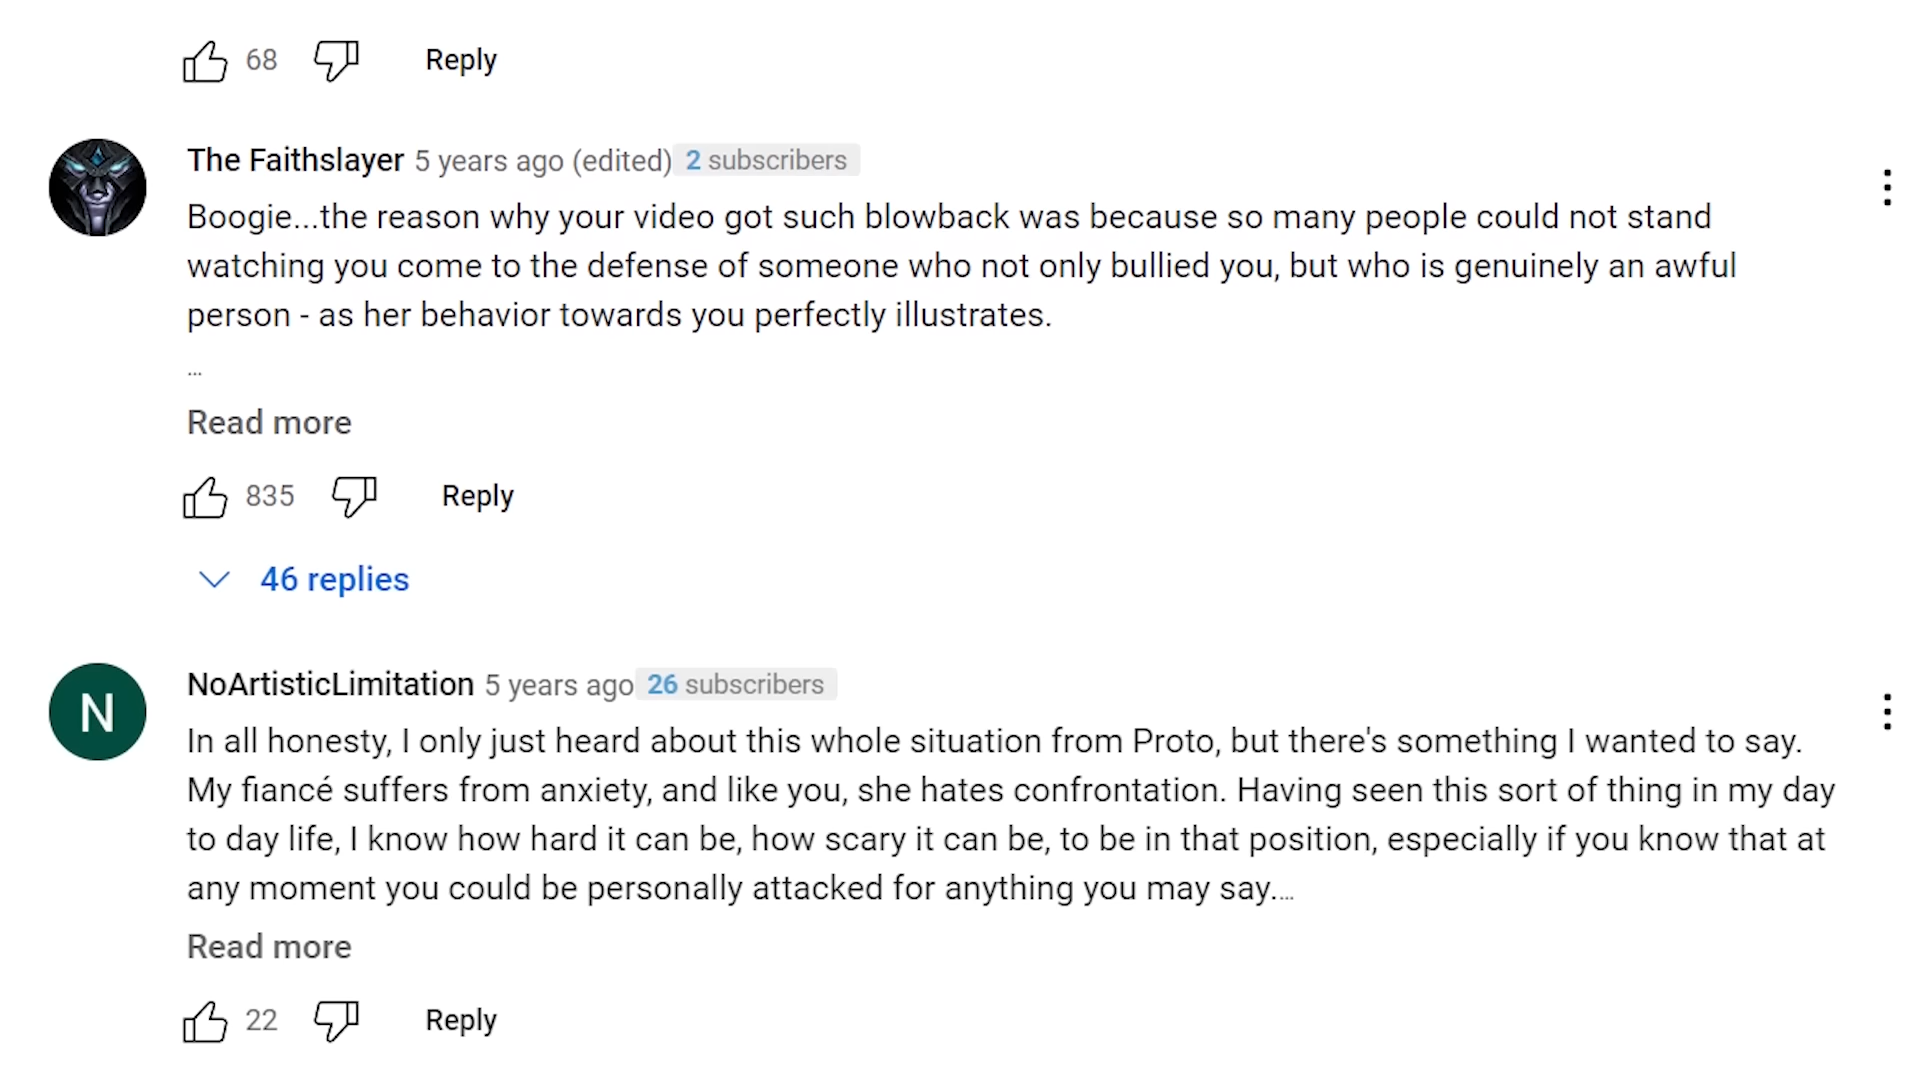 68 Reply
The Faithslayer 5 years ago (edited) 2 subscribers
Boogie...the reason why your video got such blowback was because so many people could not stand
watching you come to the defense of someone who not only bullied you, but who is genuinely an awful
person - as her behavior towards you perfectly illustrates.
...
Read more
835 Reply
46 replies
N
NoArtisticLimitation 5 years ago 26 subscribers
In all honesty, I only just heard about this whole situation from Proto, but there's something I wanted to say.
My fiancé suffers from anxiety, and like you, she hates confrontation. Having seen this sort of thing in my day
to day life, I know how hard it can be, how scary it can be, to be in that position, especially if you know that at
any moment you could be personally attacked for anything you may say....
Read more
22 Reply